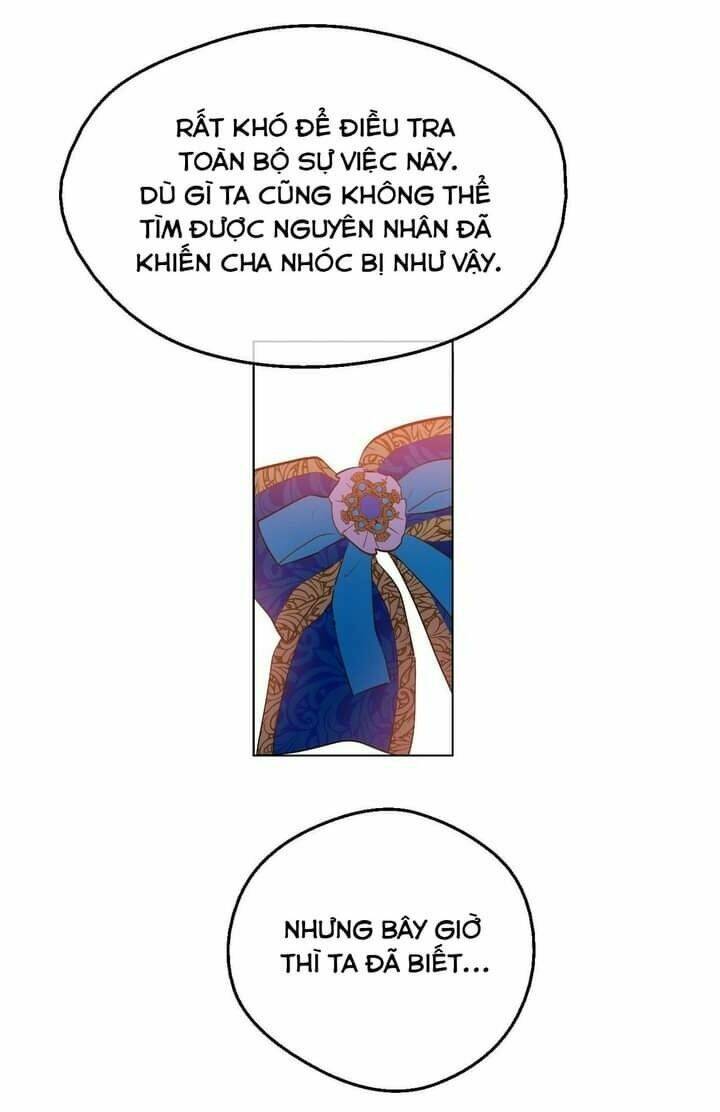 RẤT KHÓ ĐỂ ĐIỀU TRA
TOÀN BỘ SỰ VIỆC NÀY.
DÙ GÌ TA CŨNG KHÔNG THỂ
TÌM ĐƯỢC NGUYÊN NHÂN ĐÃ
KHIẾN CHA NHÓC BỊ NHƯ VẬY.
NHƯNG BÂY GIỜ
THÌ TA ĐÃ BIẾT...